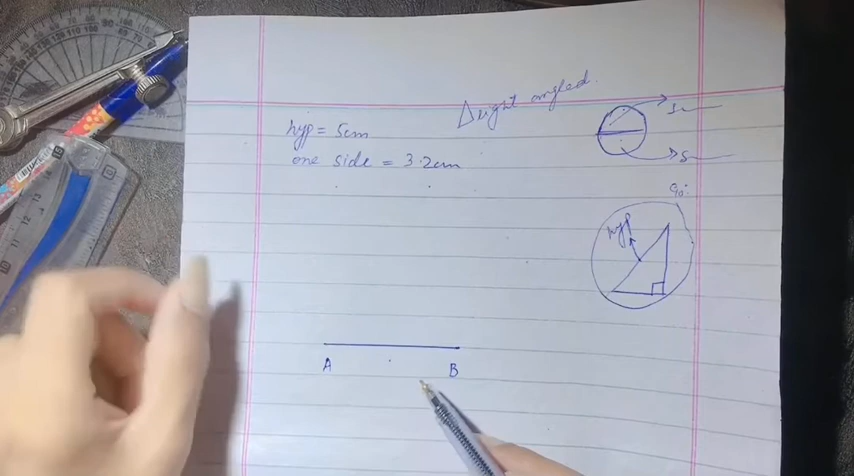 △ right angled.
hyp = 5cm
one side = 3.2cm
90°
hyp
A B